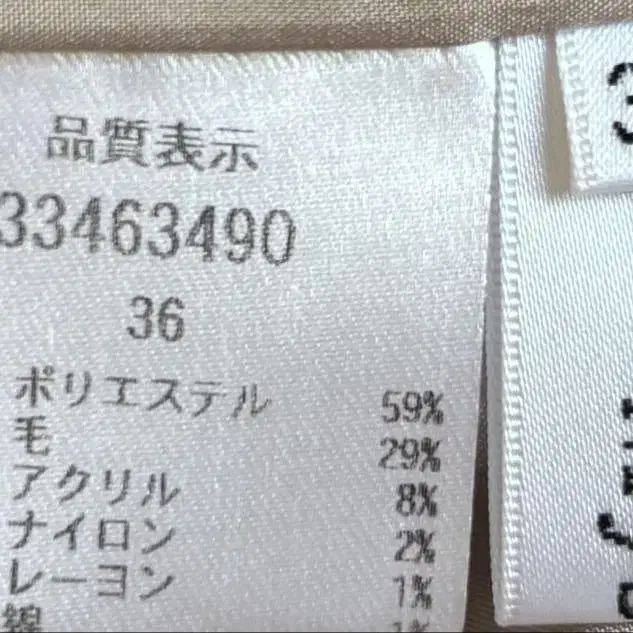 品質表示
33463490
36
ポリエステル 59%
毛 29%
アクリル 8%
ナイロン 2%
レーヨン 1%
3